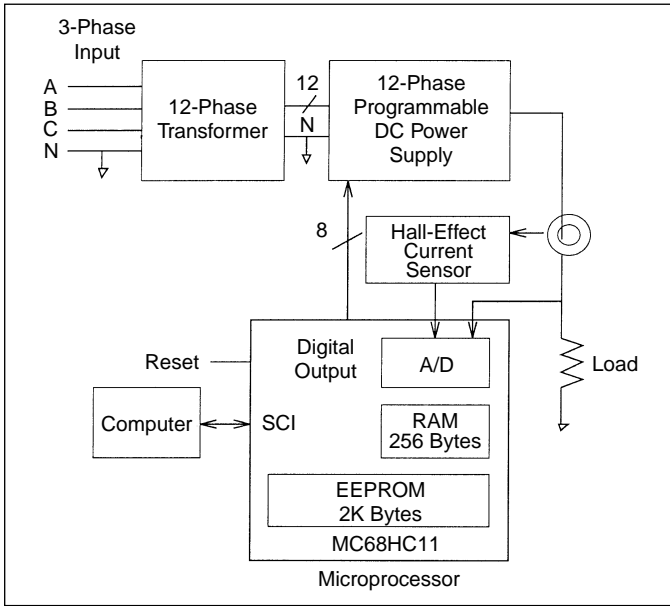 3-Phase
Input
A
B
C
N
12-Phase
Transformer
12
N
12-Phase
Programmable
DC Power
Supply
8
Hall-Effect
Current
Sensor
Reset
Digital
Output
A/D
Load
Computer
SCI
RAM
256 Bytes
EEPROM
2K Bytes
MC68HC11
Microprocessor